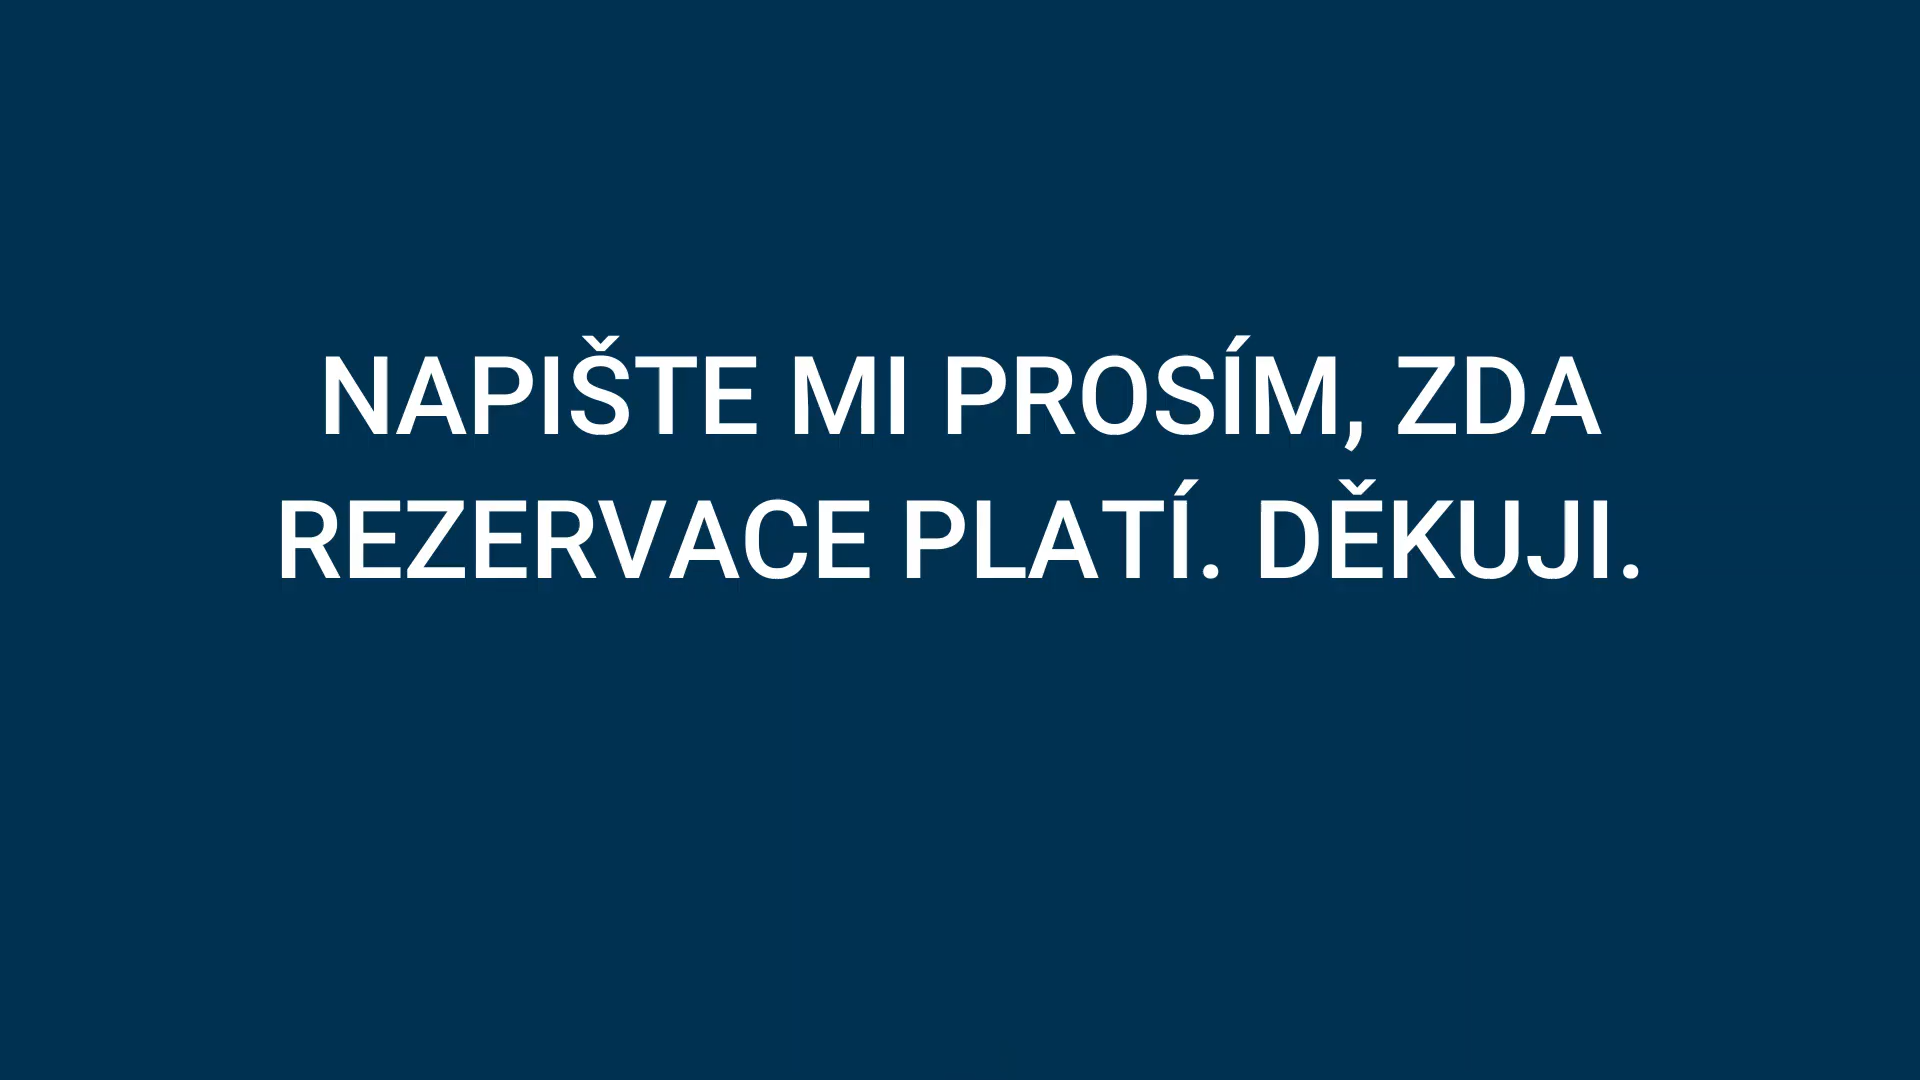 NAPIŠTE MI PROSÍM, ZDA
REZERVACE PLATÍ. DĚKUJI.